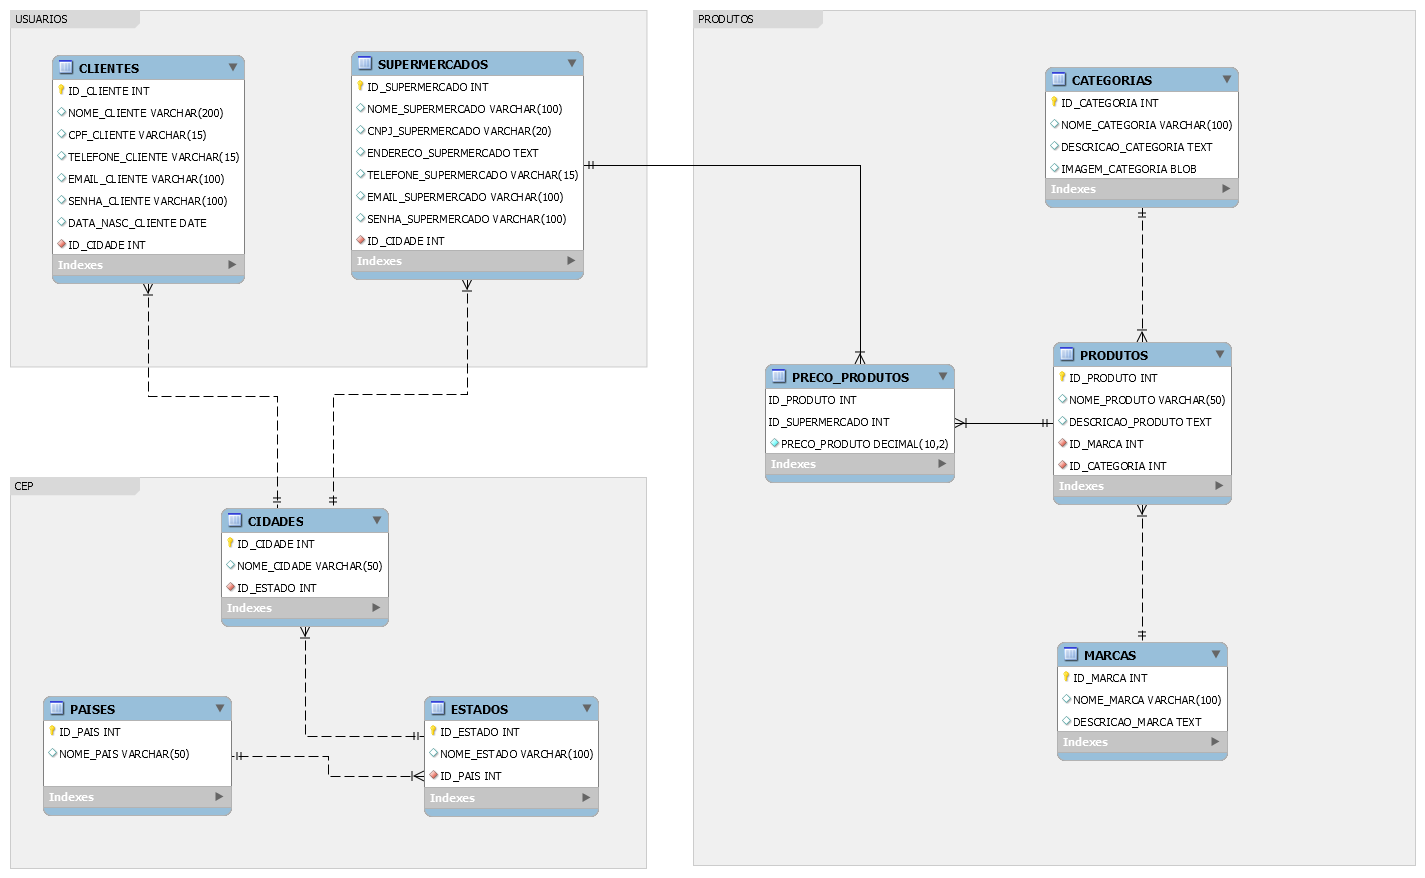 USUARIOS
CLIENTES
ID_CLIENTE INT
NOME_CLIENTE VARCHAR(200)
CPF_CLIENTE VARCHAR(15)
TELEFONE_CLIENTE VARCHAR(15)
EMAIL_CLIENTE VARCHAR(100)
SENHA_CLIENTE VARCHAR(100)
DATA_NASC_CLIENTE DATE
ID_CIDADE INT
Indexes
SUPERMERCADOS
ID_SUPERMERCADO INT
NOME_SUPERMERCADO VARCHAR(100)
CNPJ_SUPERMERCADO VARCHAR(20)
ENDERECO_SUPERMERCADO TEXT
TELEFONE_SUPERMERCADO VARCHAR(15)
EMAIL_SUPERMERCADO VARCHAR(100)
SENHA_SUPERMERCADO VARCHAR(100)
ID_CIDADE INT
Indexes
CEP
CIDADES
ID_CIDADE INT
NOME_CIDADE VARCHAR(50)
ID_ESTADO INT
Indexes
PAISES
ID_PAIS INT
NOME_PAIS VARCHAR(50)
Indexes
ESTADOS
ID_ESTADO INT
NOME_ESTADO VARCHAR(100)
ID_PAIS INT
Indexes
PRODUTOS
CATEGORIAS
ID_CATEGORIA INT
NOME_CATEGORIA VARCHAR(100)
DESCRICAO_CATEGORIA TEXT
IMAGEM_CATEGORIA BLOB
Indexes
PRECO_PRODUTOS
ID_PRODUTO INT
ID_SUPERMERCADO INT
PRECO_PRODUTO DECIMAL(10,2)
Indexes
PRODUTOS
ID_PRODUTO INT
NOME_PRODUTO VARCHAR(50)
DESCRICAO_PRODUTO TEXT
ID_MARCA INT
ID_CATEGORIA INT
Indexes
MARCAS
ID_MARCA INT
NOME_MARCA VARCHAR(100)
DESCRICAO_MARCA TEXT
Indexes